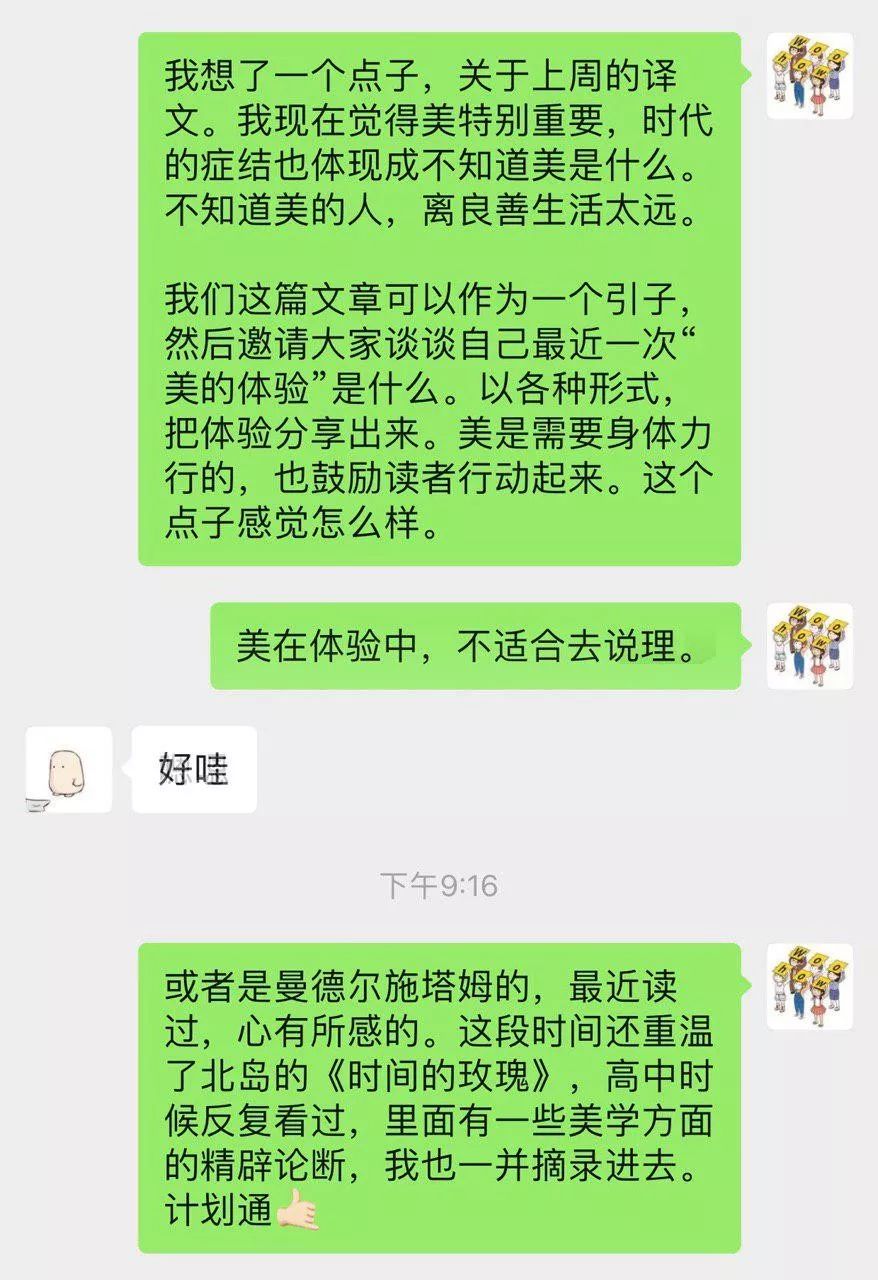 我想了一个点子，关于上周的译
文。我现在觉得美特别重要，时代
的症结也体现成不知道美是什么。
不知道美的人，离良善生活太远。
我们这篇文章可以作为一个引子，
然后邀请大家谈谈自己最近一次“
美的体验”是什么。以各种形式，
把体验分享出来。美是需要身体力
行的，也鼓励读者行动起来。这个
点子感觉怎么样。
美在体验中，不适合去说理。
好哇
下午9:16
或者是曼德尔施塔姆的，最近读
过，心有所感的。这段时间还重温
了北岛的《时间的玫瑰》，高中时
候反复看过，里面有一些美学方面
的精辟论断，我也一并摘录进去。
计划通🤙🏻